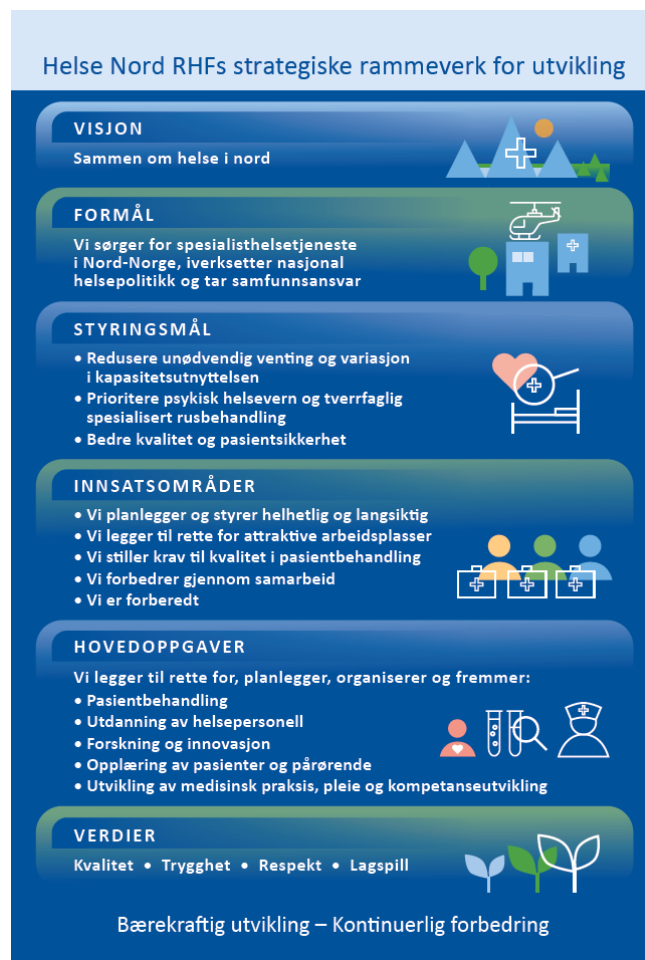 Helse Nord RHFs strategiske rammeverk for utvikling
VISJON
Sammen om helse i nord
FORMÅL
Vi sørger for spesialisthelsetjeneste
i Nord-Norge, iverksetter nasjonal
helsepolitikk og tar samfunnsansvar
STYRINGSMÅL
• Redusere unødvendig venting og variasjon
i kapasitetsutnyttelsen
• Prioritere psykisk helsevern og tverrfaglig
spesialisert rusbehandling
• Bedre kvalitet og pasientsikkerhet
INNSATSOMRÅDER
• Vi planlegger og styrer helhetlig og langsiktig
• Vi legger til rette for attraktive arbeidsplasser
• Vi stiller krav til kvalitet i pasientbehandling
• Vi forbedrer gjennom samarbeid
• Vi er forberedt
HOVEDOPPGAVER
Vi legger til rette for, planlegger, organiserer og fremmer:
• Pasientbehandling
• Utdanning av helsepersonell
• Forskning og innovasjon
• Opplæring av pasienter og pårørende
• Utvikling av medisinsk praksis, pleie og kompetanseutvikling
VERDIER
Kvalitet • Trygghet • Respekt • Lagspill
Bærekraftig utvikling – Kontinuerlig forbedring